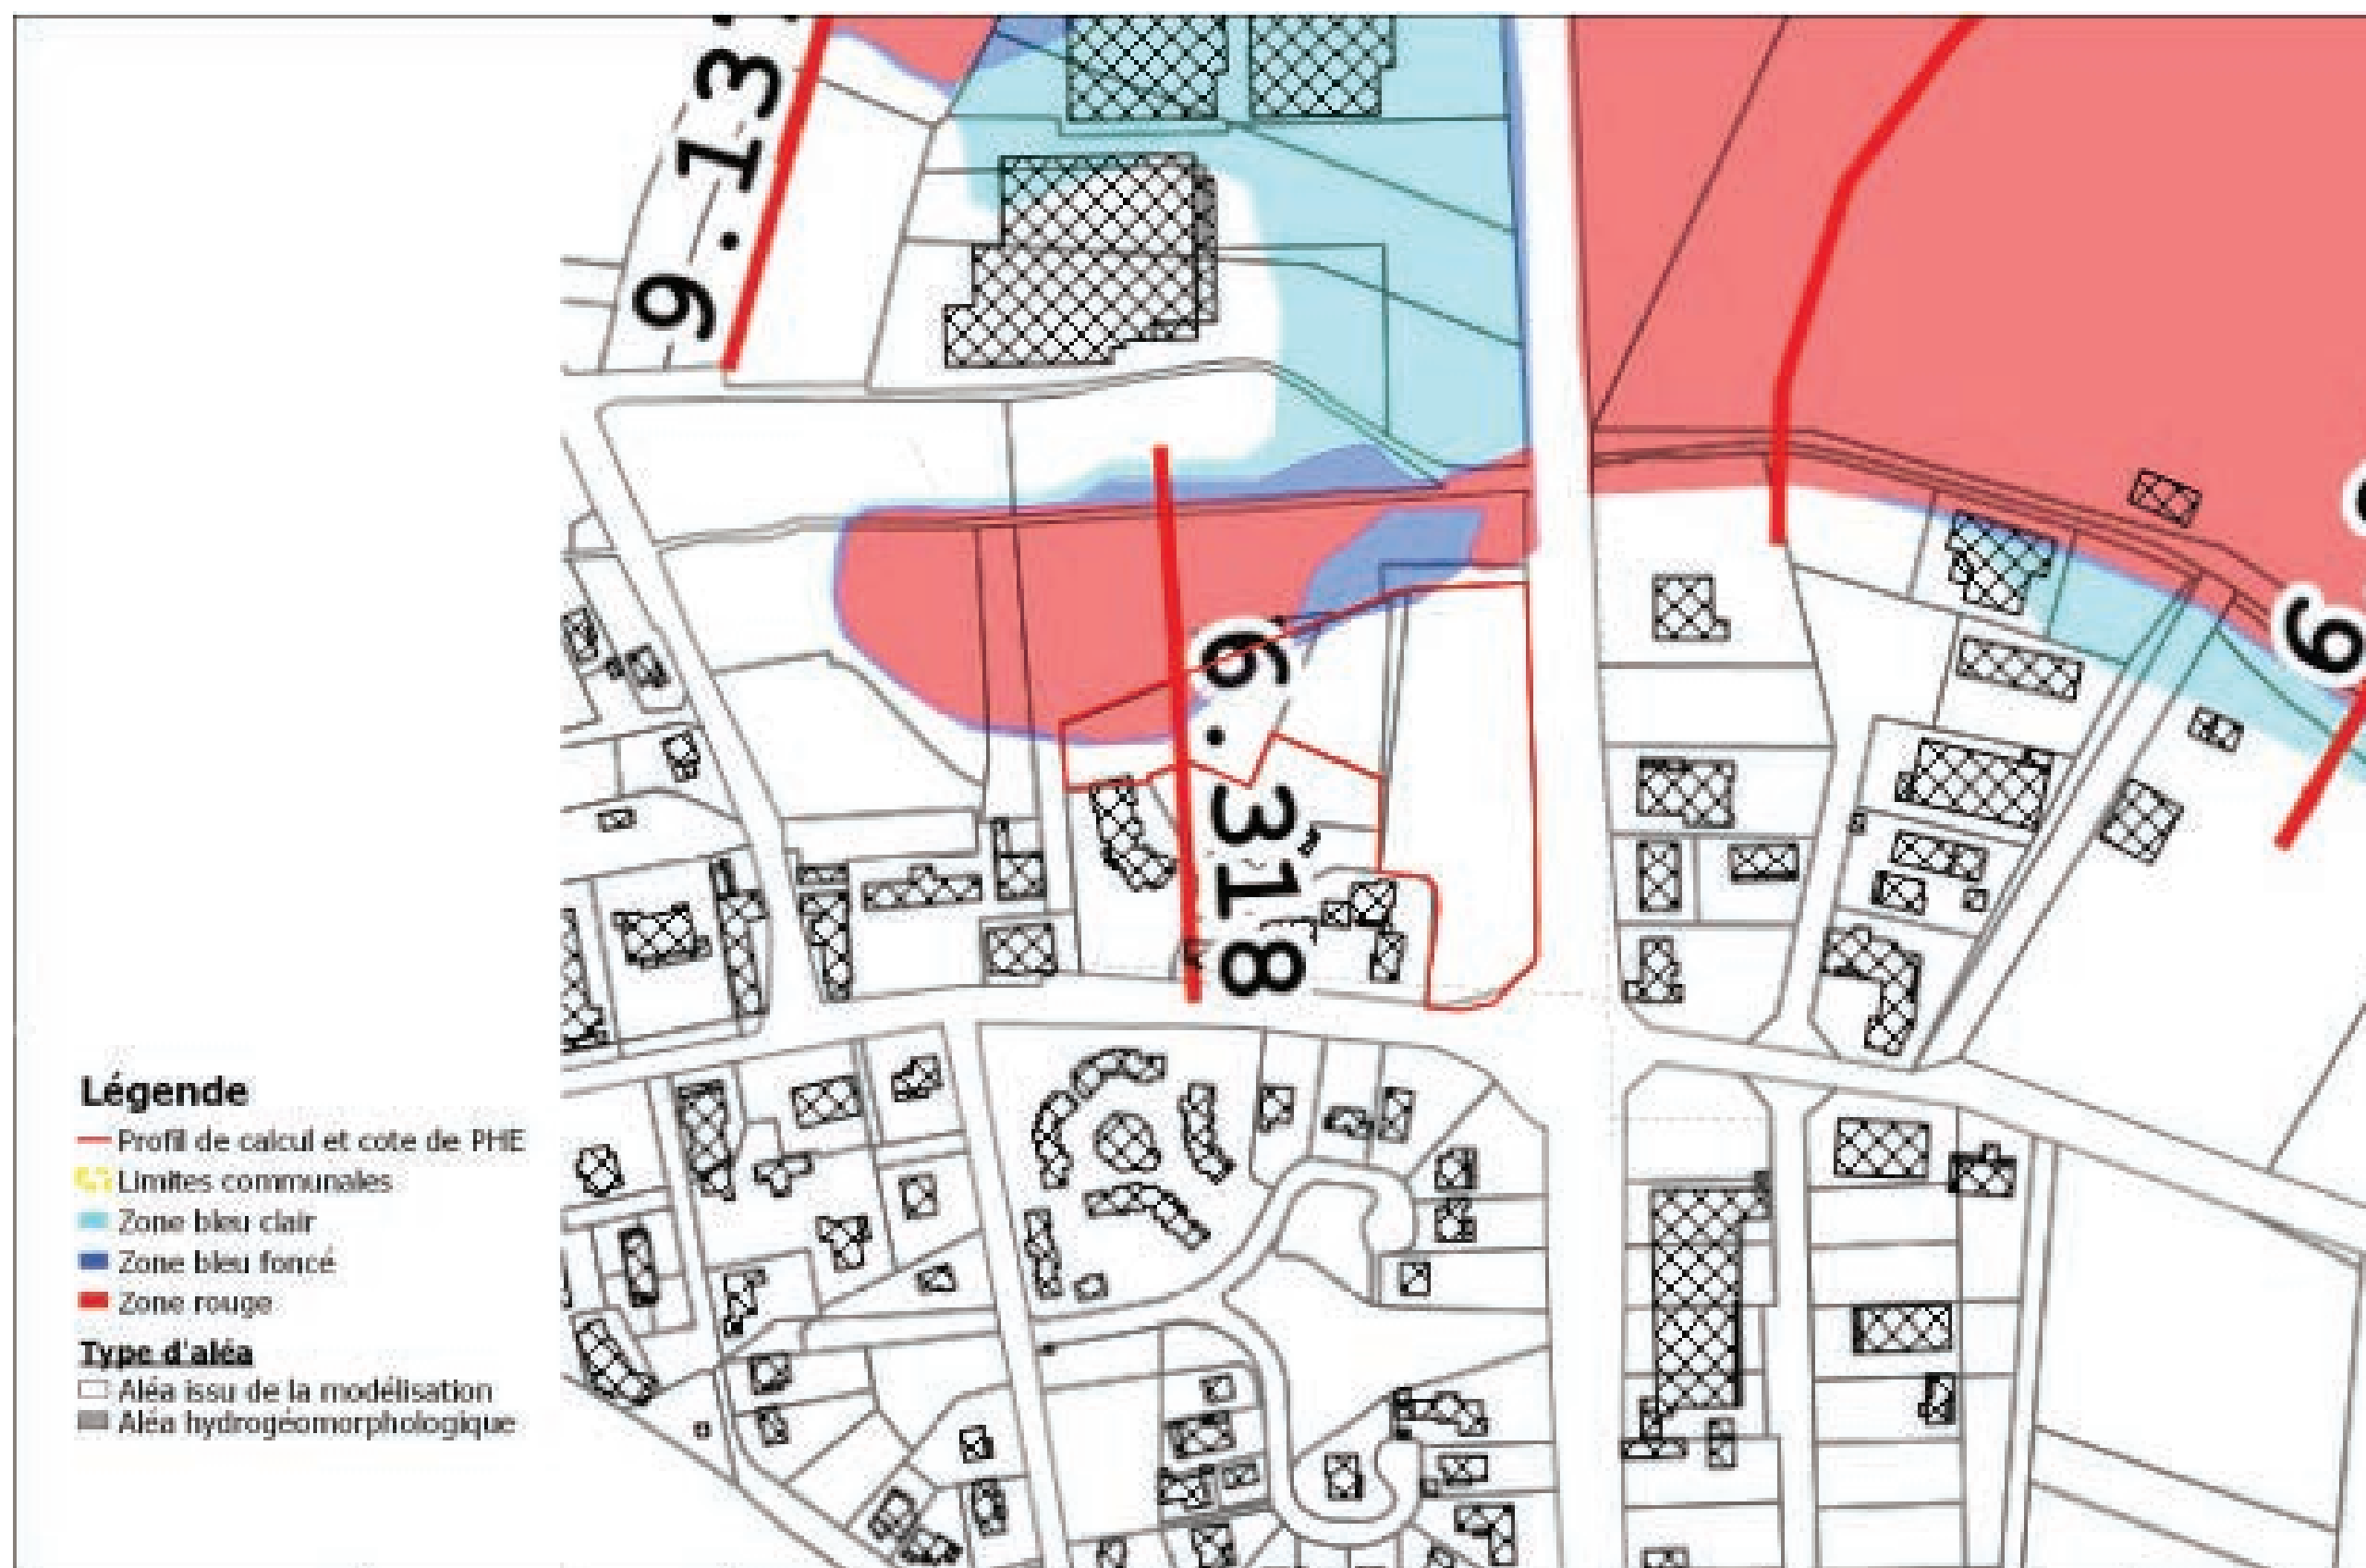 9.13
6.318
9
Légende
Profil de calcul et cote de PHE
Limites communales
Zone bleu clair
Zone bleu foncé
Zone rouge
Type d'aléa
Aléa issu de la modélisation
Aléa hydrogéomorphologique